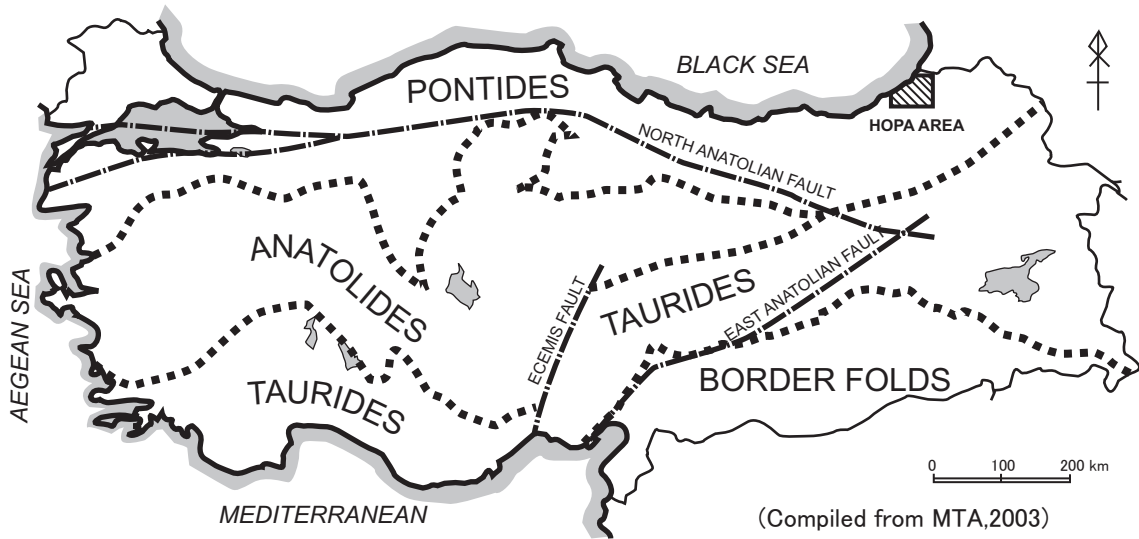 BLACK SEA
PONTIDES
HOPA AREA
NORTH ANATOLIAN FAULT
ANATOLIDES
AEGEAN SEA
ECEMIS FAULT
TAURIDES
EAST ANATOLIAN FAULT
BORDER FOLDS
TAURIDES
0 100 200 km
MEDITERRANEAN
(Compiled from MTA,2003)